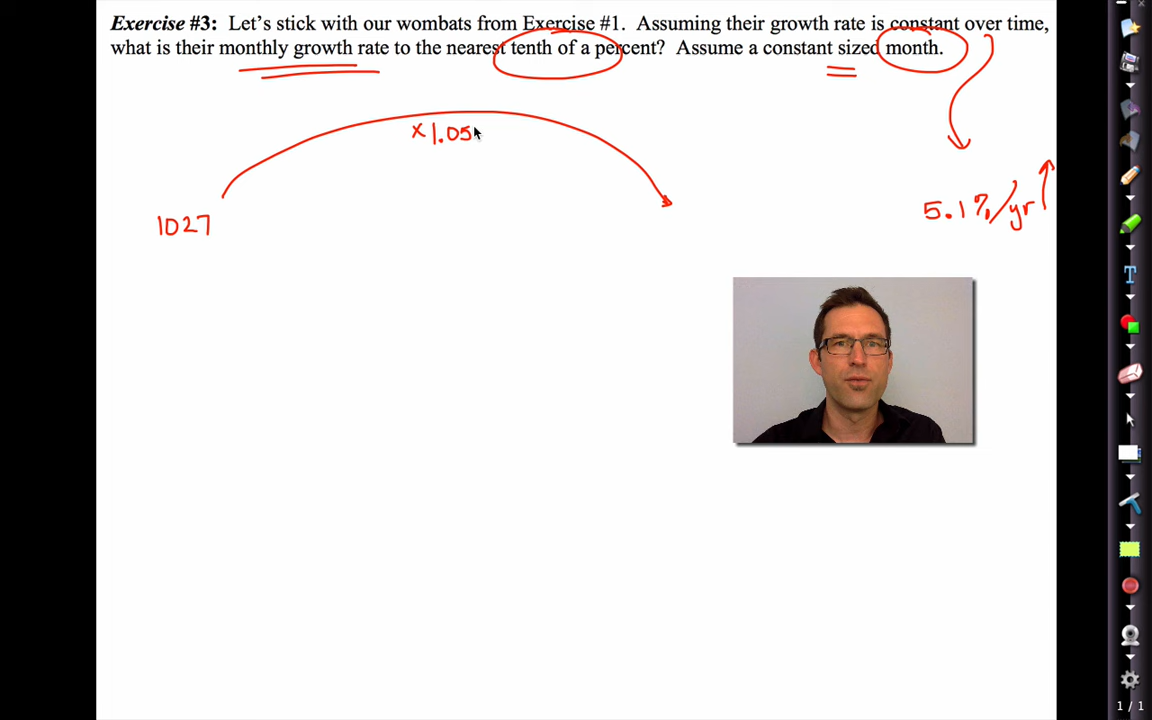 Exercise #3: Let's stick with our wombats from Exercise #1. Assuming their growth rate is constant over time,
what is their monthly growth rate to the nearest tenth of a percent? Assume a constant sized month.
x1.05
1027
5.1%/yr
T
1 / 1